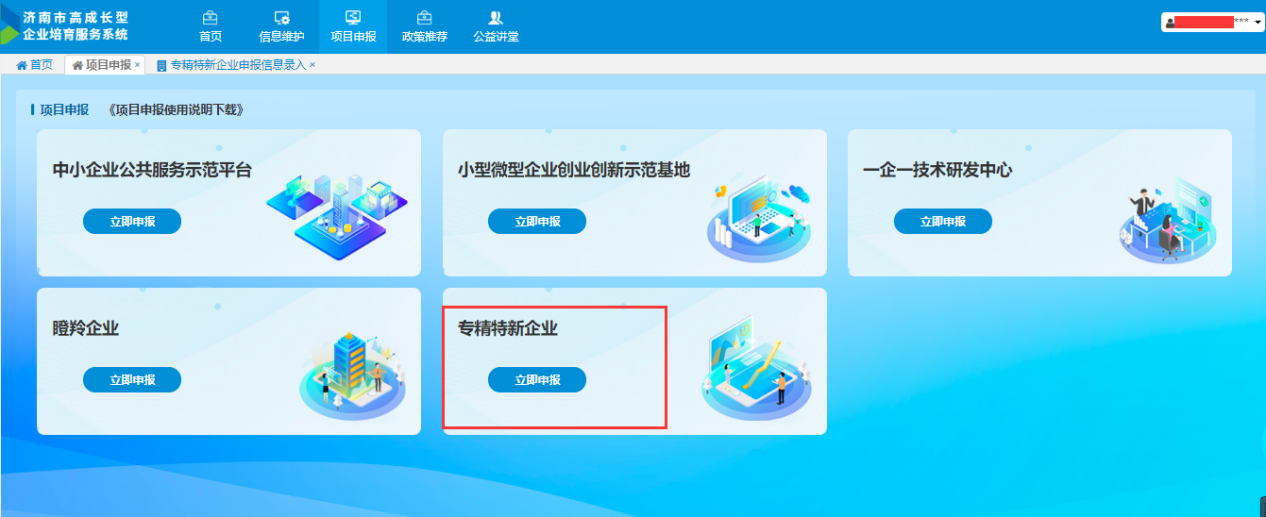 济南市高成长型
企业培育服务系统
首页
信息维护
项目申报
政策推荐
公益讲堂
***
首页
项目申报 ×
专精特新企业申报信息录入 ×
项目申报 《项目申报使用说明下载》
中小企业公共服务示范平台
立即申报
小型微型企业创业创新示范基地
立即申报
一企一技术研发中心
立即申报
瞪羚企业
立即申报
专精特新企业
立即申报